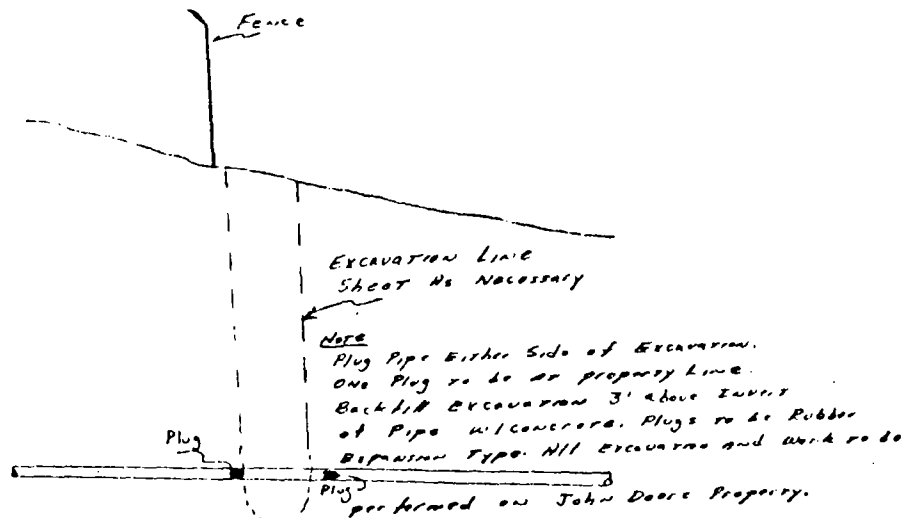 Fence
Excavation Line
Sheet As Necessary
Note
Plug Pipe Either Side of Excavation.
One Plug to be at property Line.
Backfill Excavation 3' above Invert
of Pipe w/concrete. Plugs to be Rubber
Expansion Type. All Excavating and Work to be
performed on John Deere Property.
Plug
Plug